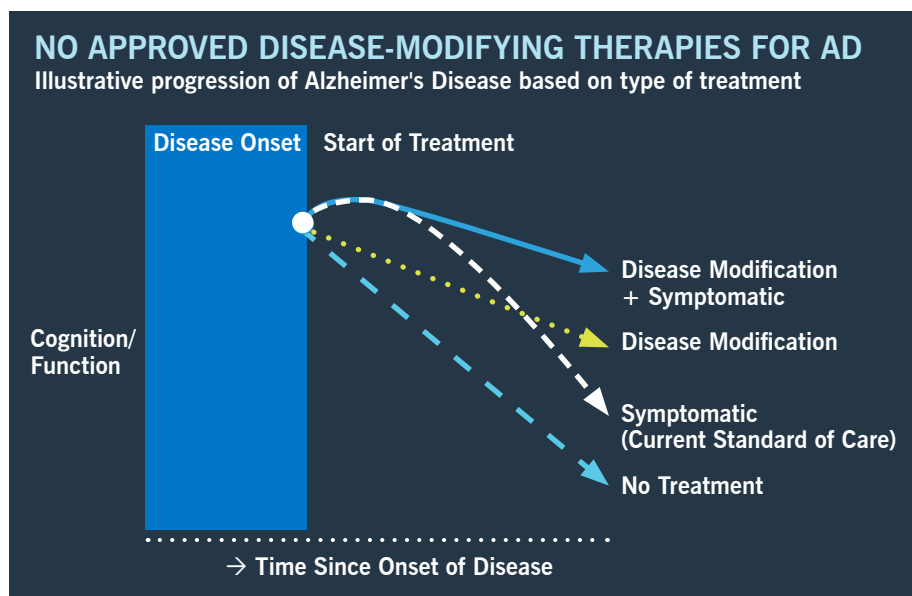 NO APPROVED DISEASE-MODIFYING THERAPIES FOR AD
Illustrative progression of Alzheimer's Disease based on type of treatment
Disease Onset
Start of Treatment
Disease Modification
+ Symptomatic
Cognition/
Function
Disease Modification
Symptomatic
(Current Standard of Care)
No Treatment
→ Time Since Onset of Disease